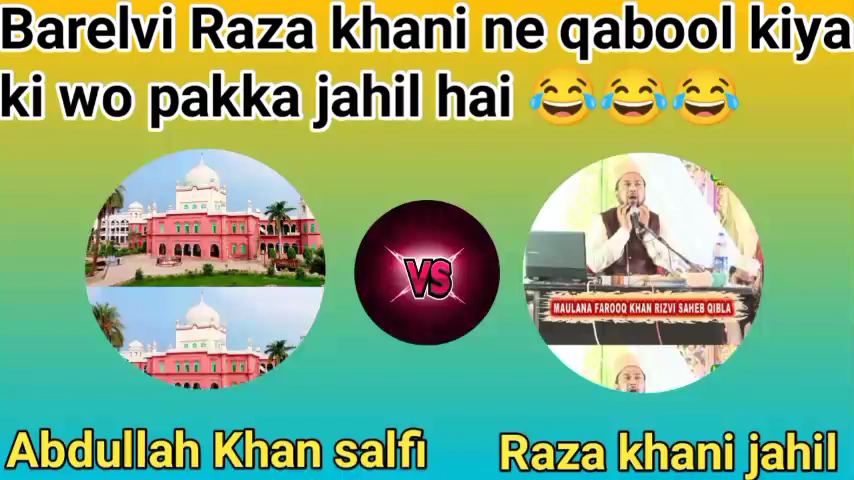 Barelvi Raza khani ne qabool kiya
ki wo pakka jahil hai 😂😂😂
VS
MAULANA FAROOQ KHAN RIZVI SAHEB QIBLA
Abdullah Khan salfi
Raza khani jahil